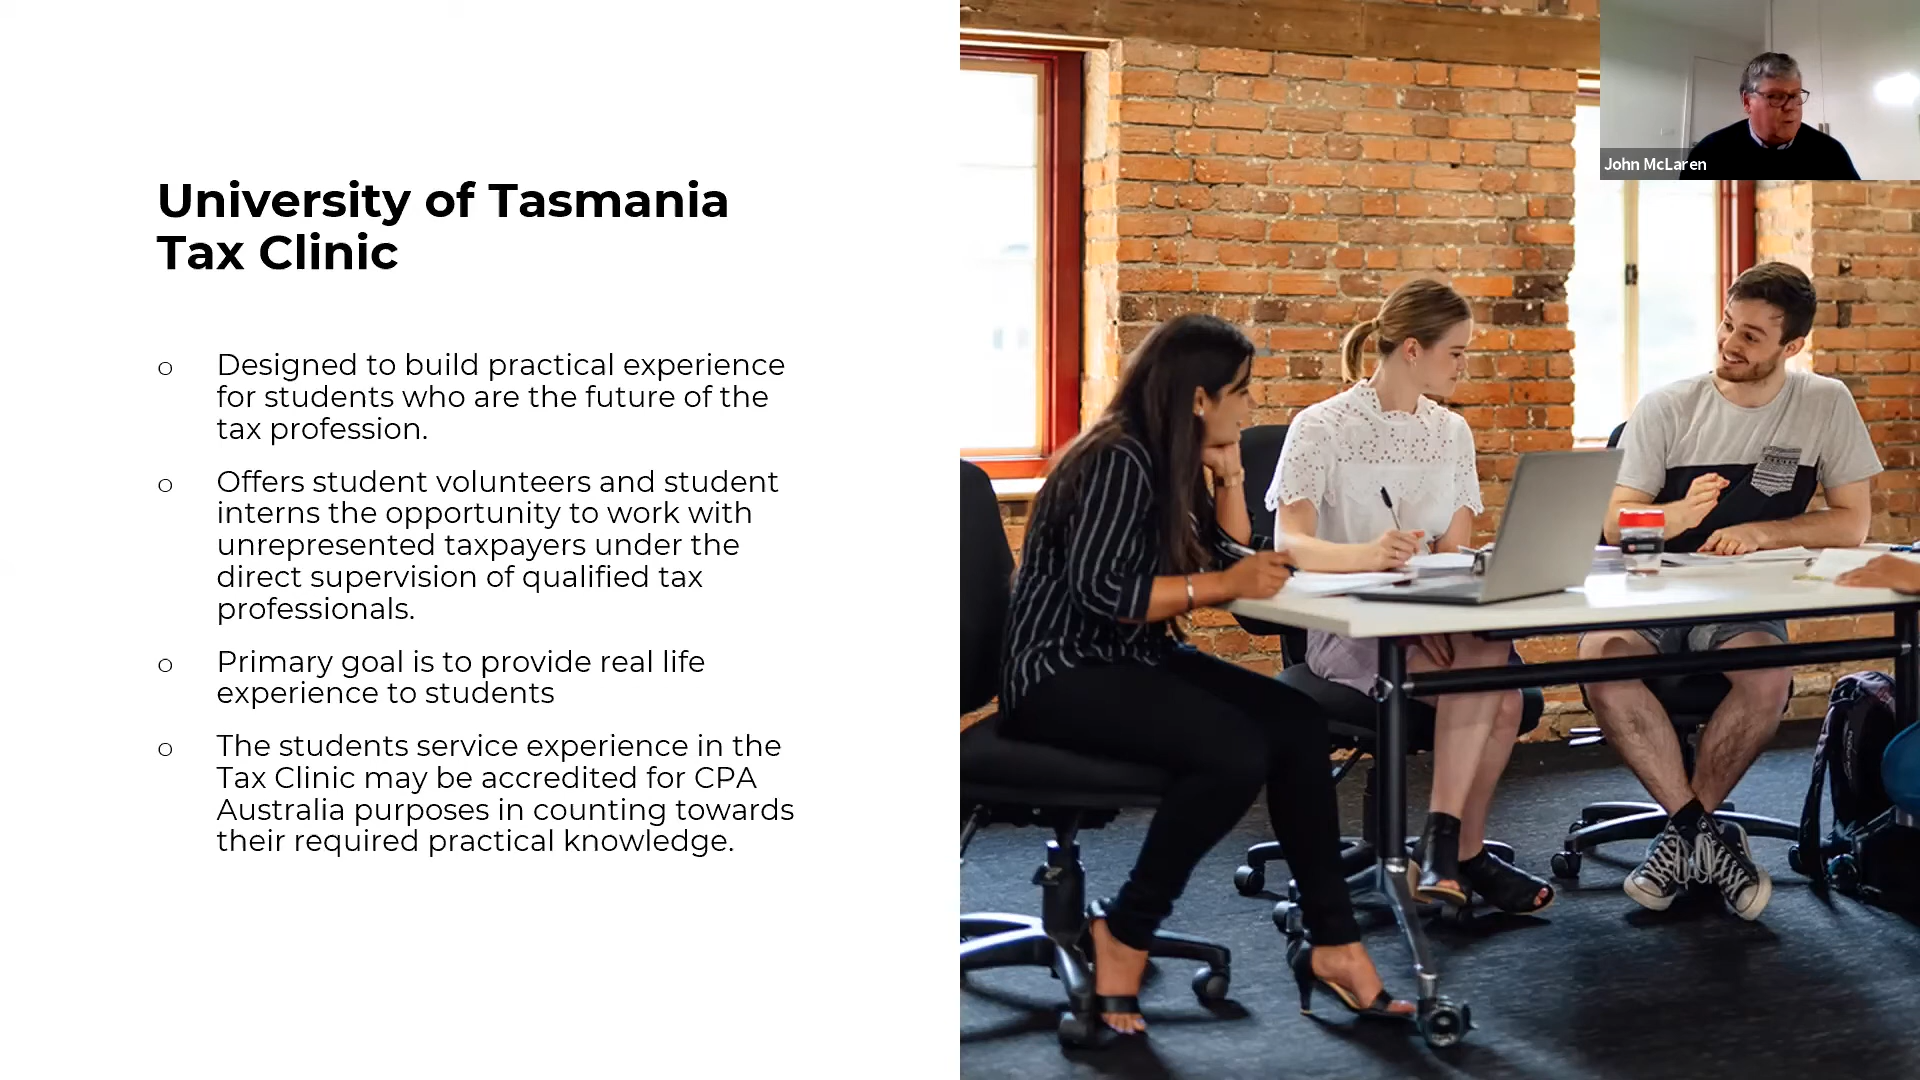 University of Tasmania
Tax Clinic
o Designed to build practical experience
for students who are the future of the
tax profession.
o Offers student volunteers and student
interns the opportunity to work with
unrepresented taxpayers under the
direct supervision of qualified tax
professionals.
o Primary goal is to provide real life
experience to students
o The students service experience in the
Tax Clinic may be accredited for CPA
Australia purposes in counting towards
their required practical knowledge.
John McLaren